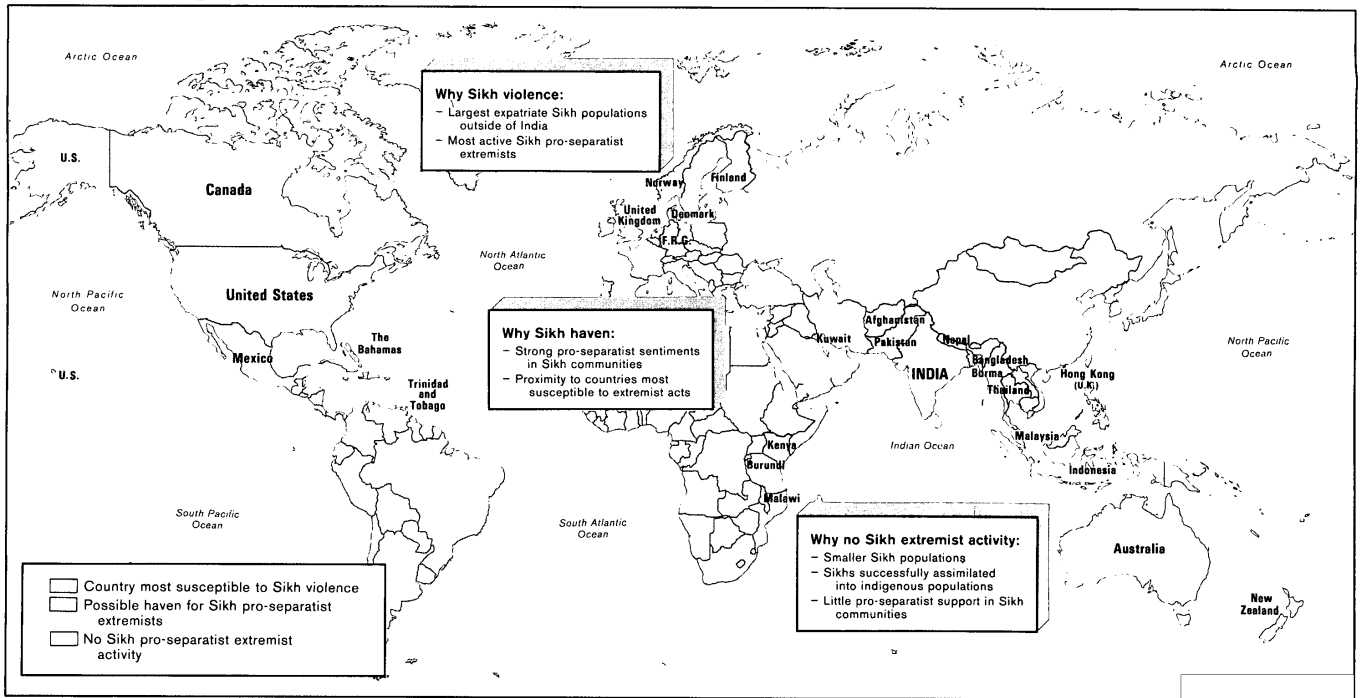 Arctic Ocean
Arctic Ocean
Why Sikh violence:
– Largest expatriate Sikh populations
outside of India
– Most active Sikh pro-separatist
extremists
U.S.
Canada
Norway
Finland
United
Kingdom
Denmark
F.R.G.
North Atlantic
Ocean
North Pacific
Ocean
United States
The
Bahamas
Mexico
U.S.
Trinidad
and
Tobago
Why Sikh haven:
– Strong pro-separatist sentiments
in Sikh communities
– Proximity to countries most
susceptible to extremist acts
Afghanistan
Kuwait
Pakistan
Nepal
Bangladesh
INDIA
Borma
Thailand
Hong Kong
(U.K.)
North Pacific
Ocean
Malaysia
Indonesia
Indian Ocean
Kenya
Burundi
Malawi
South Pacific
Ocean
South Atlantic
Ocean
Why no Sikh extremist activity:
– Smaller Sikh populations
– Sikhs successfully assimilated
into indigenous populations
– Little pro-separatist support in Sikh
communities
Australia
New
Zealand
Country most susceptible to Sikh violence
Possible haven for Sikh pro-separatist
extremists
No Sikh pro-separatist extremist
activity